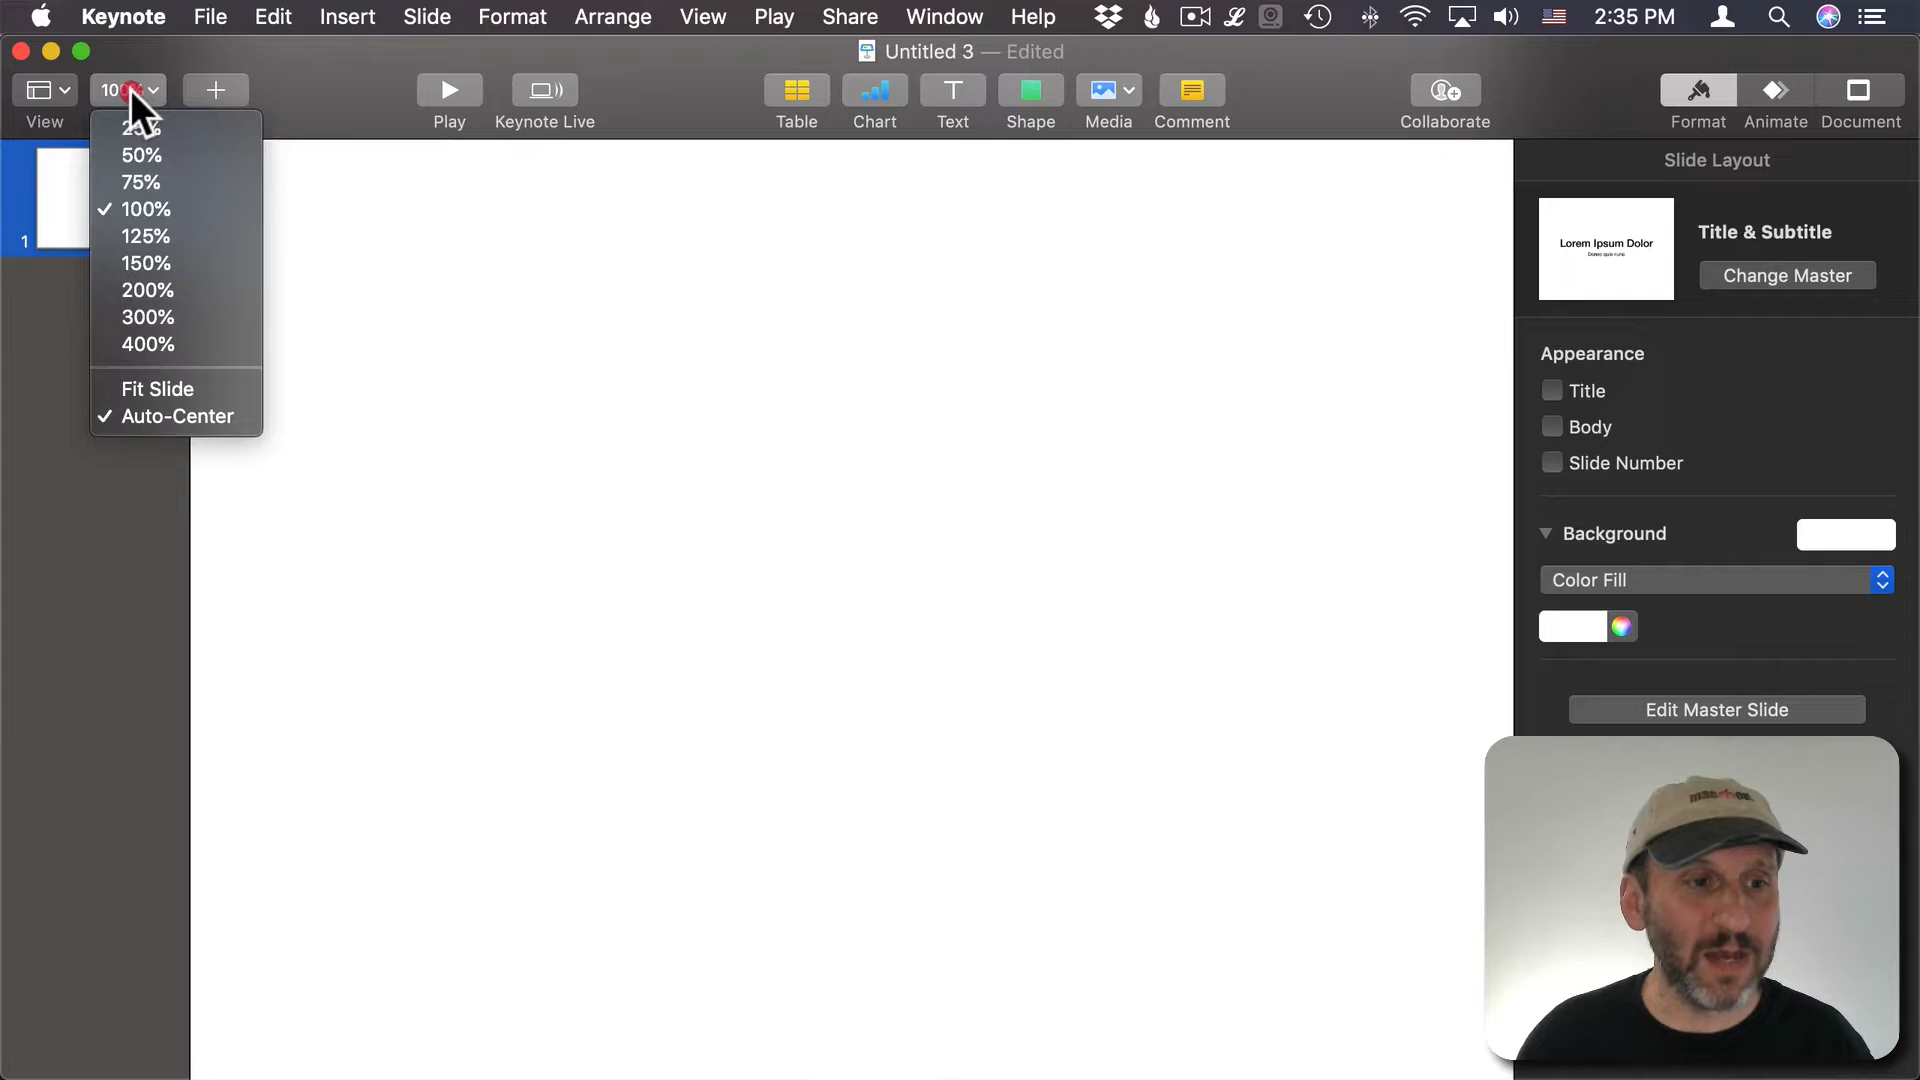 Keynote File Edit Insert Slide Format Arrange View Play Share Window Help 2:35 PM
Untitled 3 — Edited
View
Play Keynote Live
Table Chart Text Shape Media Comment
Collaborate
Format Animate Document
50%
75%
100%
125%
150%
200%
300%
400%
Fit Slide
Auto-Center
1
Slide Layout
Lorem Ipsum Dolor
Donec quis nunc
Title & Subtitle
Change Master
Appearance
Title
Body
Slide Number
Background
Color Fill
Edit Master Slide